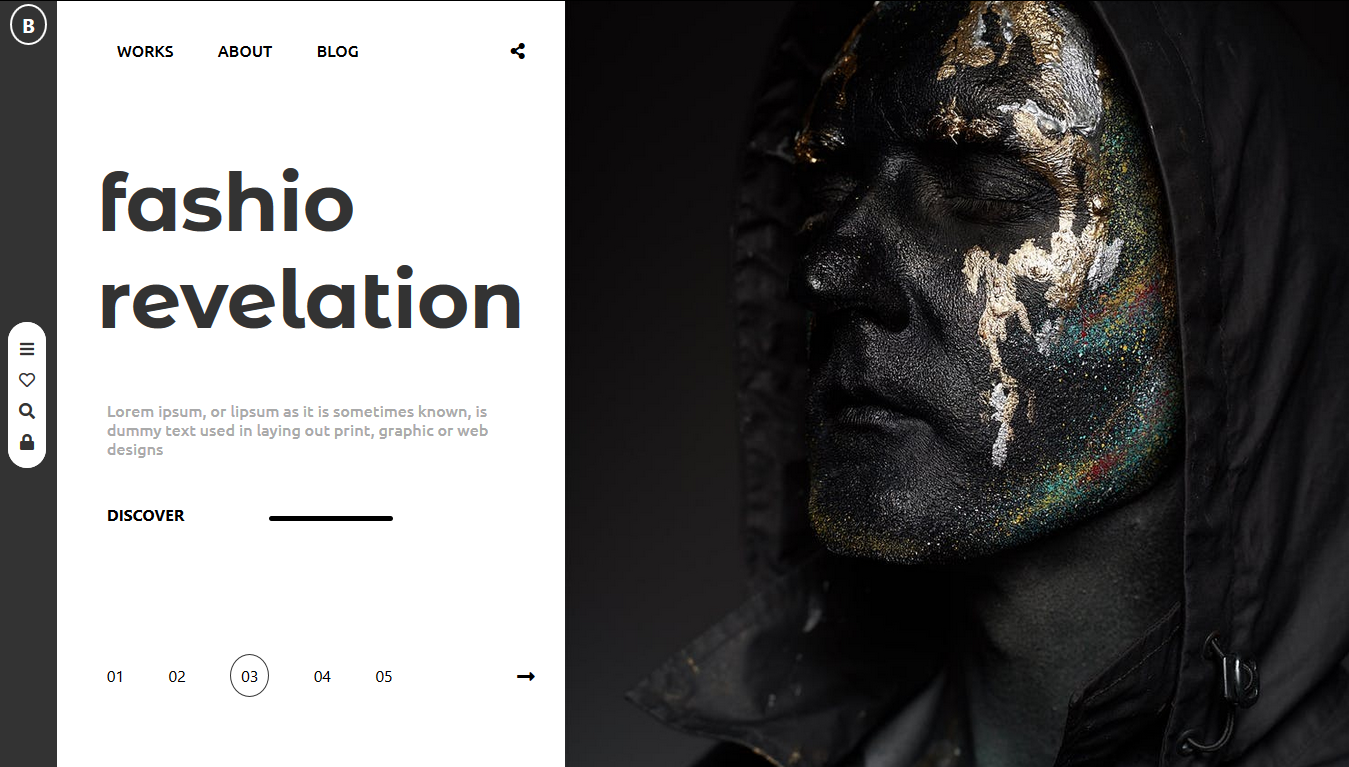 B
WORKS ABOUT BLOG
fashio
revelation
Lorem ipsum, or lipsum as it is sometimes known, is
dummy text used in laying out print, graphic or web
designs
DISCOVER
01 02 03 04 05